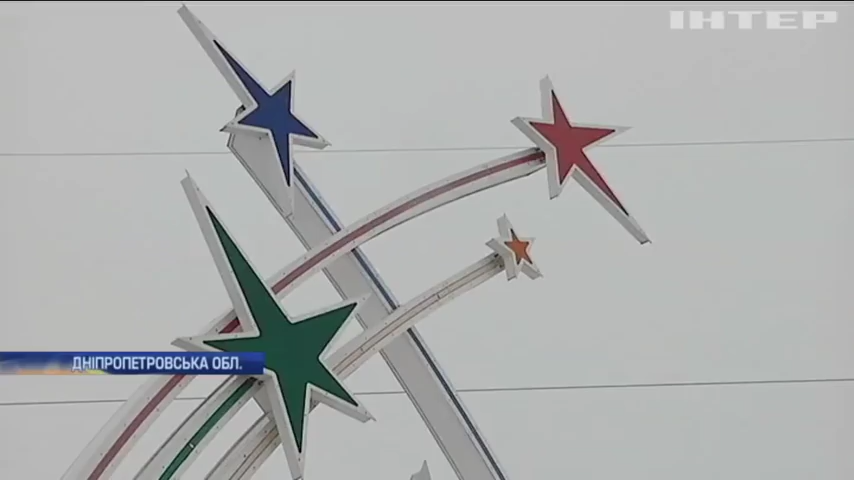 ІНТЕР
ДНІПРОПЕТРОВСЬКА ОБЛ.